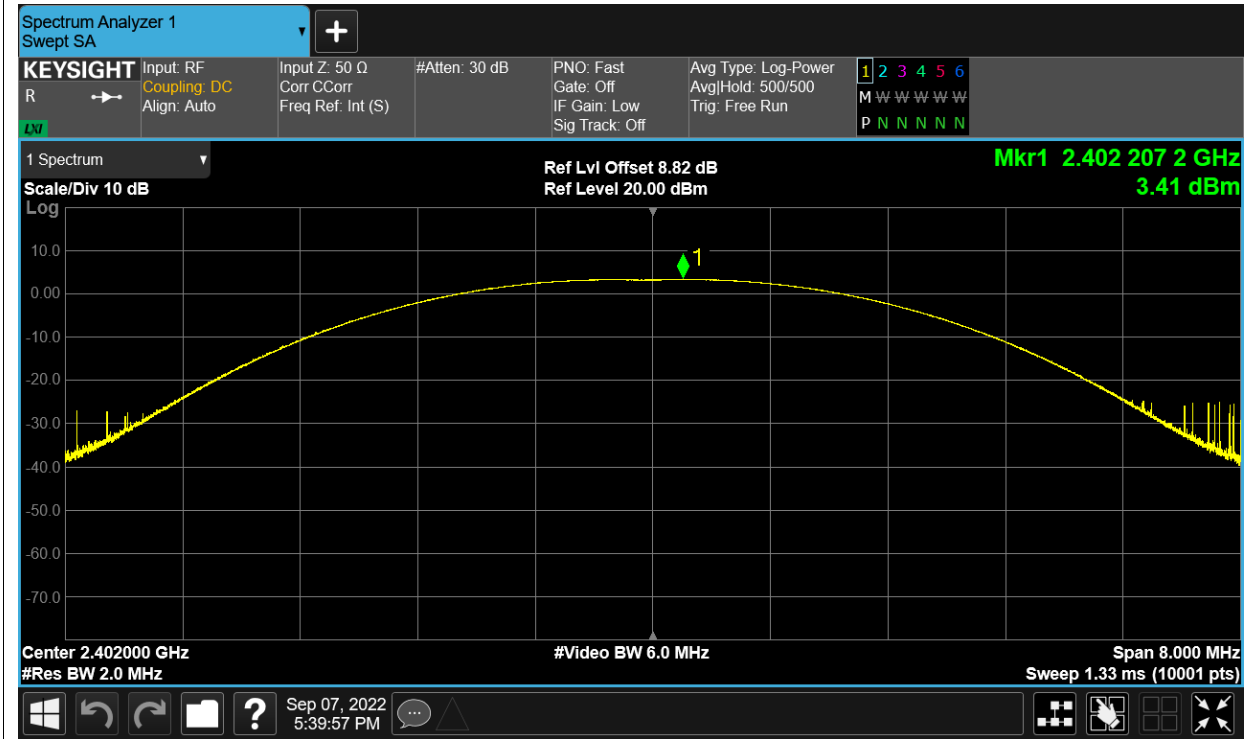 Spectrum Analyzer 1
Swept SA
KEYSIGHT
R
LXI
Input: RF
Coupling: DC
Align: Auto
Input Z: 50 Ω
Corr CCorr
Freq Ref: Int (S)
#Atten: 30 dB
PNO: Fast
Gate: Off
IF Gain: Low
Sig Track: Off
Avg Type: Log-Power
Avg|Hold: 500/500
Trig: Free Run
1 2 3 4 5 6
M W W W W W
P N N N N N
1 Spectrum
Scale/Div 10 dB
Log
Ref Lvl Offset 8.82 dB
Ref Level 20.00 dBm
Mkr1 2.402 207 2 GHz
3.41 dBm
1
10.0
0.00
-10.0
-20.0
-30.0
-40.0
-50.0
-60.0
-70.0
Center 2.402000 GHz
#Video BW 6.0 MHz
Span 8.000 MHz
#Res BW 2.0 MHz
Sweep 1.33 ms (10001 pts)
?
Sep 07, 2022
5:39:57 PM